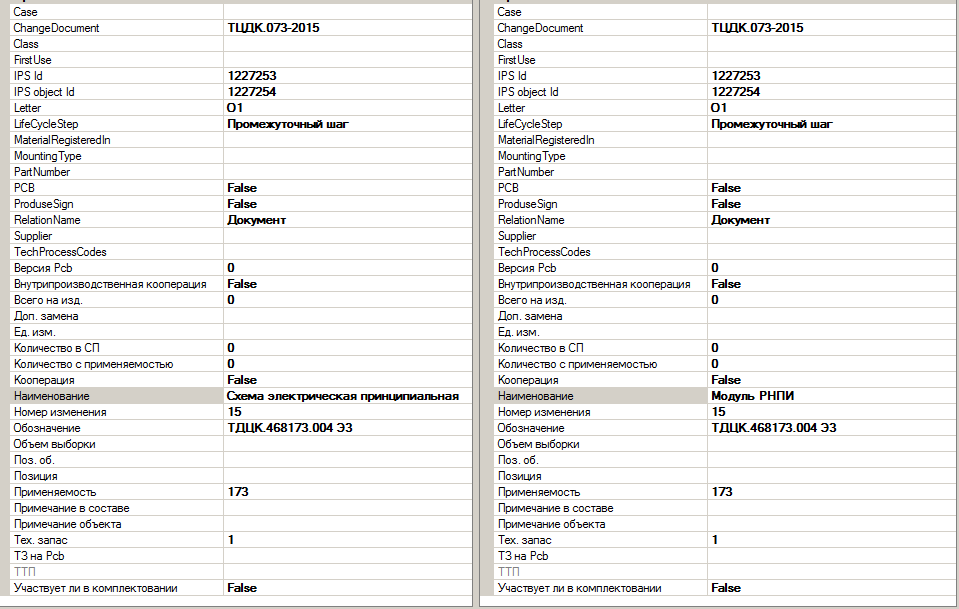 Case
ChangeDocument ТЦДК.073-2015
Class
FirstUse
IPS Id 1227253
IPS object Id 1227254
Letter О1
LifeCycleStep Промежуточный шаг
MaterialRegisteredIn
MountingType
PartNumber
PCB False
ProduseSign False
RelationName Документ
Supplier
TechProcessCodes
Версия Pcb 0
Внутрипроизводственная кооперация False
Всего на изд. 0
Доп. замена
Ед. изм.
Количество в СП 0
Количество с применяемостью 0
Кооперация False
Наименование Схема электрическая принципиальная
Номер изменения 15
Обозначение ТДЦК.468173.004 Э3
Объем выборки
Поз. об.
Позиция
Применяемость 173
Примечание в составе
Примечание объекта
Тех. запас 1
ТЗ на Pcb
ТТП
Участвует ли в комплектовании False
Case
ChangeDocument ТЦДК.073-2015
Class
FirstUse
IPS Id 1227253
IPS object Id 1227254
Letter О1
LifeCycleStep Промежуточный шаг
MaterialRegisteredIn
MountingType
PartNumber
PCB False
ProduseSign False
RelationName Документ
Supplier
TechProcessCodes
Версия Pcb 0
Внутрипроизводственная кооперация False
Всего на изд. 0
Доп. замена
Ед. изм.
Количество в СП 0
Количество с применяемостью 0
Кооперация False
Наименование Модуль РНПИ
Номер изменения 15
Обозначение ТДЦК.468173.004 Э3
Объем выборки
Поз. об.
Позиция
Применяемость 173
Примечание в составе
Примечание объекта
Тех. запас 1
ТЗ на Pcb
ТТП
Участвует ли в комплектовании False